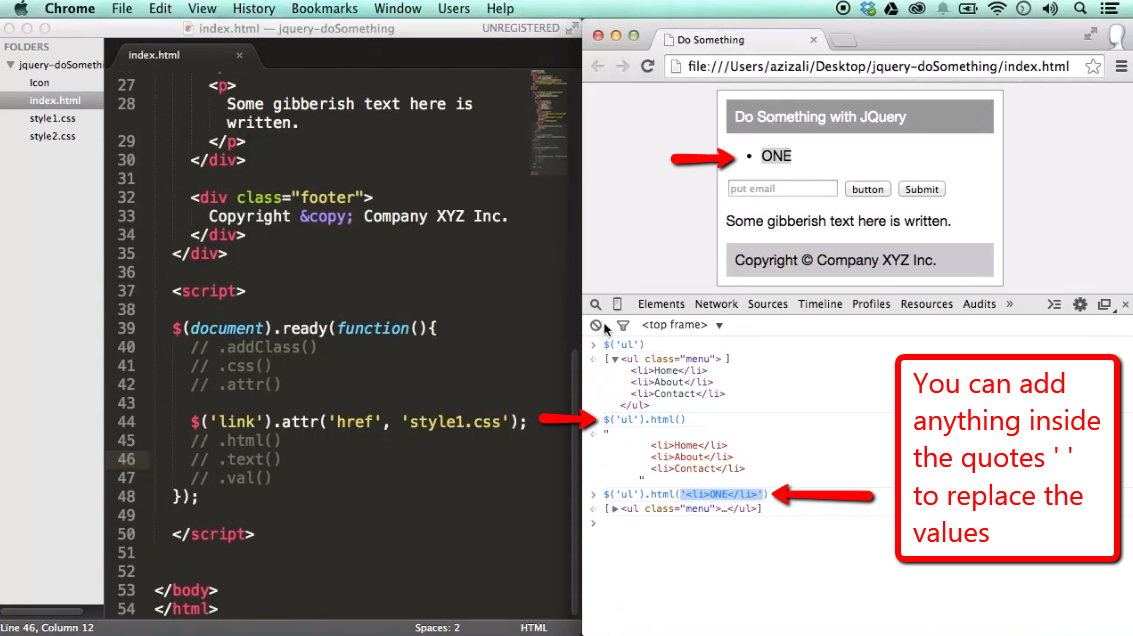 Chrome File Edit View History Bookmarks Window Users Help
index.html — jquery-doSomething UNREGISTERED
FOLDERS
jquery-doSometh
Icon
index.html
style1.css
style2.css
index.html ×
27 <p>
28 Some gibberish text here is
written.
29 </p>
30 </div>
31
32 <div class="footer">
33 Copyright &copy; Company XYZ Inc.
34 </div>
35 </div>
36
37 <script>
38
39 $(document).ready(function(){
40 // .addClass()
41 // .css()
42 // .attr()
43
44 $('link').attr('href', 'style1.css');
45 // .html()
46 // .text()
47 // .val()
48 });
49
50 </script>
51
52
53 </body>
54 </html>
Line 46, Column 12 Spaces: 2 HTML
Do Something ×
file:///Users/azizali/Desktop/jquery-doSomething/index.html
Do Something with JQuery
• ONE
put email button Submit
Some gibberish text here is written.
Copyright © Company XYZ Inc.
Elements Network Sources Timeline Profiles Resources Audits »
<top frame> ▼
> $('ul')
[▼<ul class="menu"> ]
<li>Home</li>
<li>About</li>
<li>Contact</li>
</ul>
$('ul').html()
"
<li>Home</li>
<li>About</li>
<li>Contact</li>
"
> $('ul').html('<li>ONE</li>')
[▶<ul class="menu">…</ul>]
>
You can add
anything inside
the quotes ' '
to replace the
values